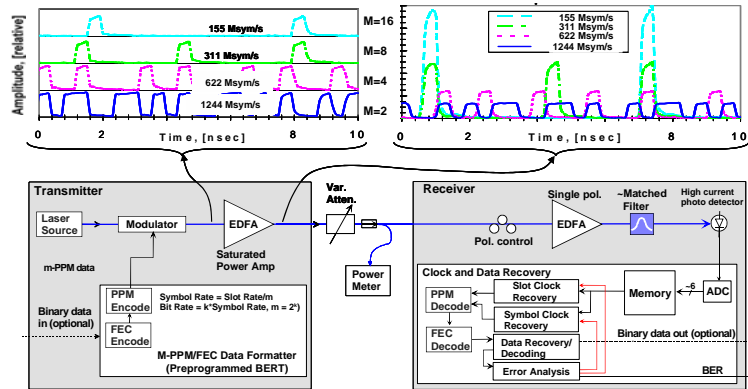 Amplitude, [relative]
155 Msym/s
311 Msym/s
622 Msym/s
1244 Msym/s
M=16
M=8
M=4
M=2
0 2 4 6 8 10
Time, [nsec]
16
12
8
4
155 Msym/s
311 Msym/s
622 Msym/s
1244 Msym/s
0 2 4 6 8 10
Time, [nsec]
Transmitter
Laser
Source
Modulator
EDFA
Saturated
Power Amp
m-PPM data
Binary data
in (optional)
PPM
Encode
FEC
Encode
Symbol Rate = Slot Rate/m
Bit Rate = k*Symbol Rate, m = 2^k)
M-PPM/FEC Data Formatter
(Preprogrammed BERT)
Var.
Atten.
Power
Meter
Receiver
Pol. control
Single pol.
EDFA
~Matched
Filter
High current
photo detector
Clock and Data Recovery
PPM
Decode
FEC
Decode
Slot Clock
Recovery
Symbol Clock
Recovery
Data Recovery/
Decoding
Error Analysis
Memory
~6
ADC
Binary data out (optional)
BER